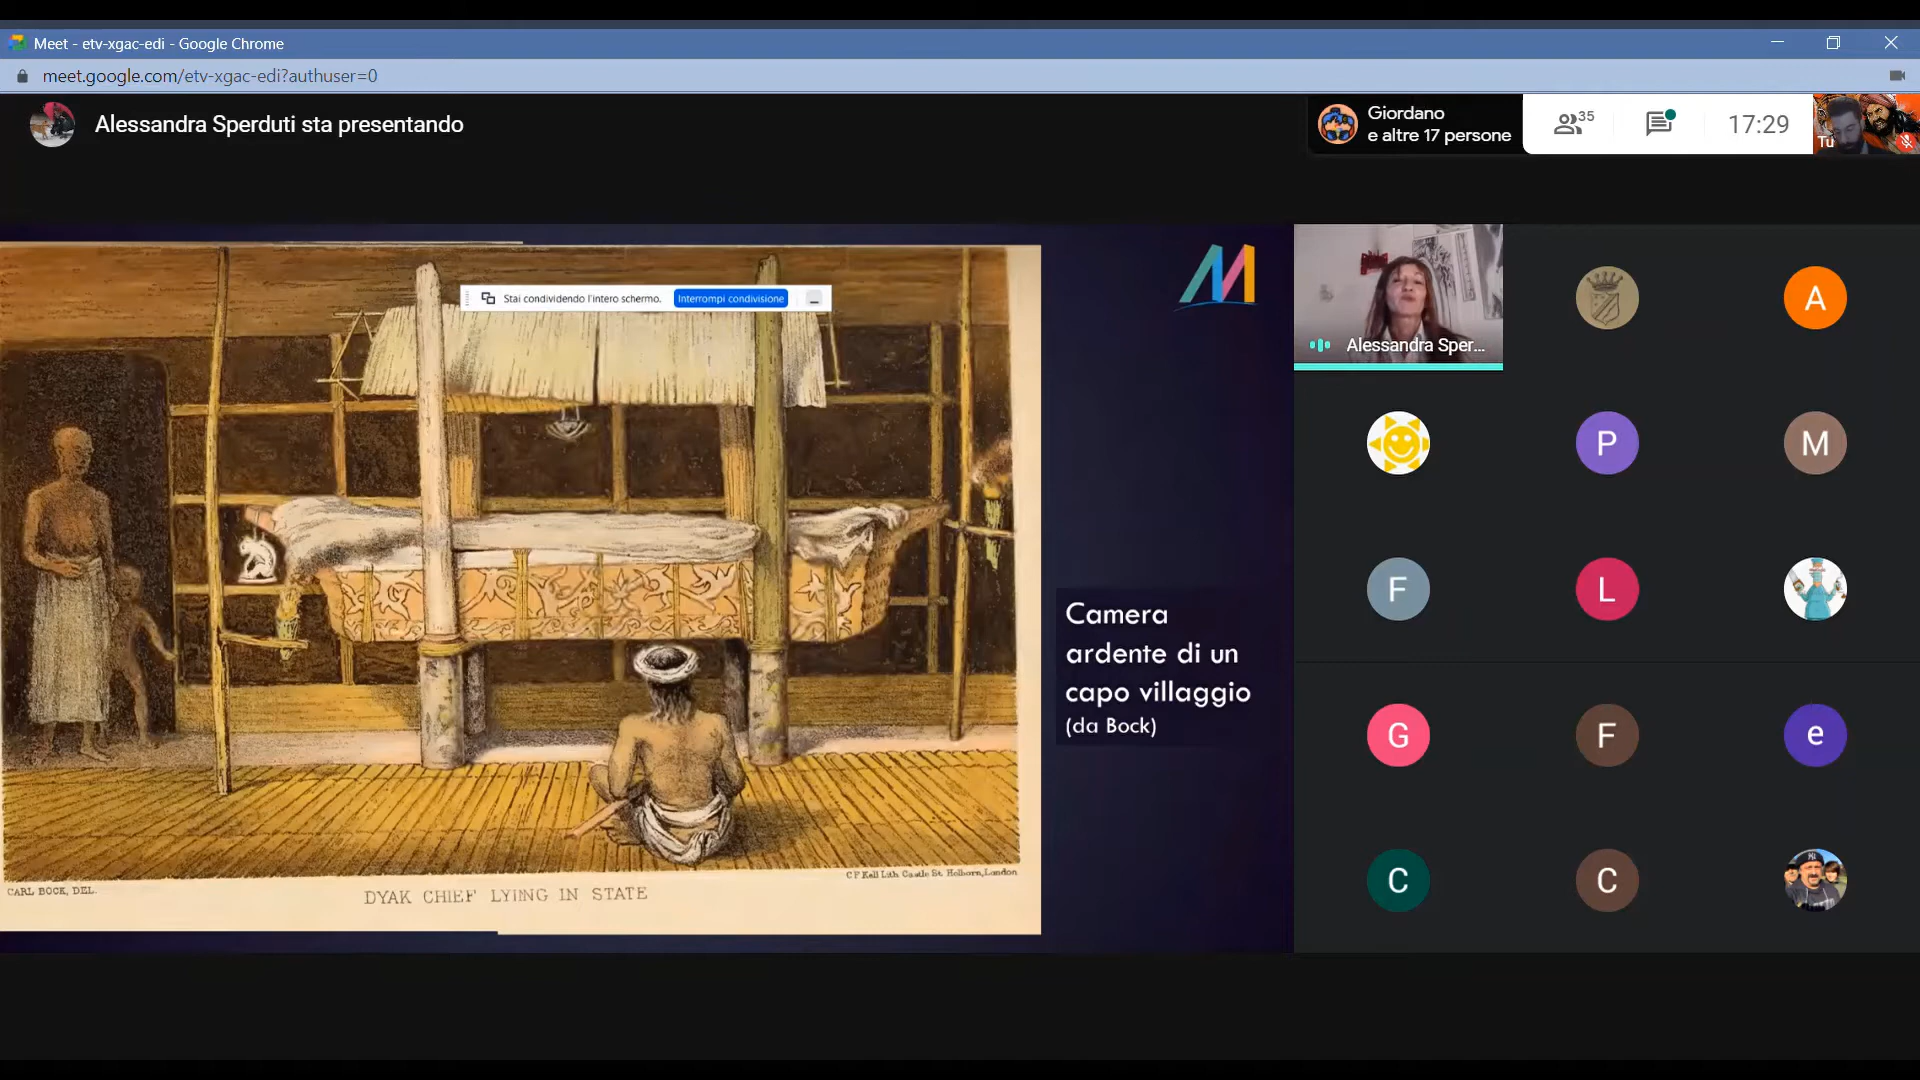 Meet - etv-xgac-edi - Google Chrome
meet.google.com/etv-xgac-edi?authuser=0
Alessandra Sperduti sta presentando
Giordano
e altre 17 persone
35
17:29
Tu
Stai condividendo l'intero schermo.
Interrompi condivisione
Alessandra Sper...
A
P
M
Camera
ardente di un
capo villaggio
(da Bock)
F
L
G
F
e
C
C
CARL BOCK, DEL.
C F Kell Lith Castle St. Holborn, London
DYAK CHIEF LYING IN STATE